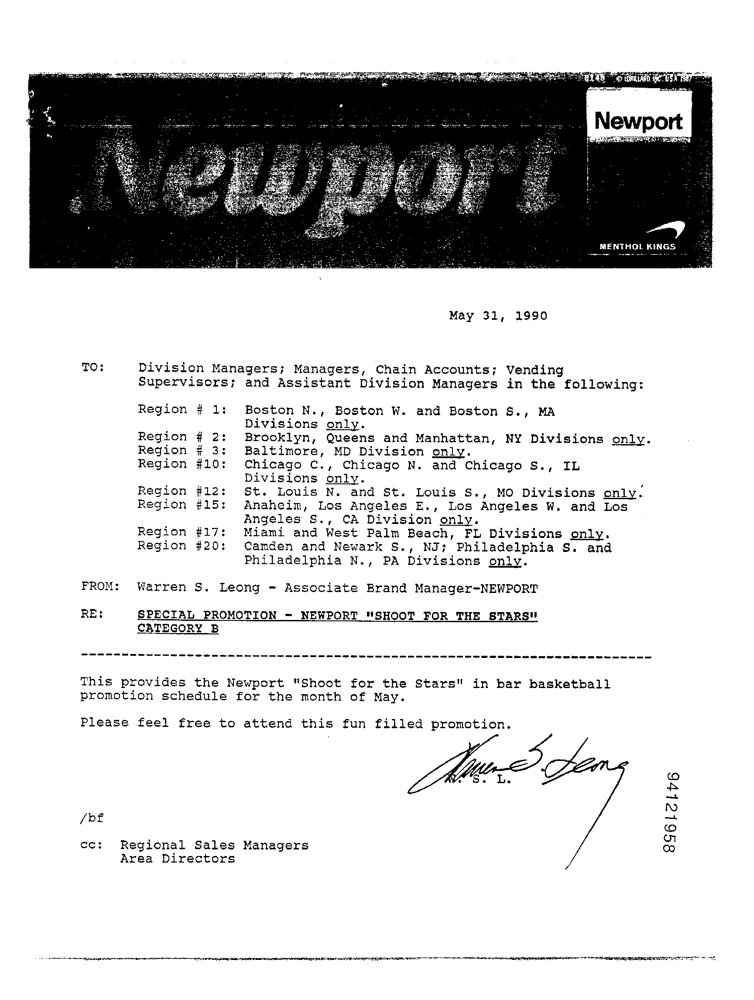 0148 © LORILLARD INC. USA 1987
Newport
Newport
MENTHOL KINGS
May 31, 1990
TO: Division Managers; Managers, Chain Accounts; Vending
Supervisors; and Assistant Division Managers in the following:
Region # 1: Boston N., Boston W. and Boston S., MA
Divisions only.
Region # 2: Brooklyn, Queens and Manhattan, NY Divisions only.
Region # 3: Baltimore, MD Division only.
Region #10: Chicago C., Chicago N. and Chicago S., IL
Divisions only.
Region #12: St. Louis N. and St. Louis S., MO Divisions only.
Region #15: Anaheim, Los Angeles E., Los Angeles W. and Los
Angeles S., CA Division only.
Region #17: Miami and West Palm Beach, FL Divisions only.
Region #20: Camden and Newark S., NJ; Philadelphia S. and
Philadelphia N., PA Divisions only.
FROM: Warren S. Leong - Associate Brand Manager-NEWPORT
RE: SPECIAL PROMOTION - NEWPORT "SHOOT FOR THE STARS"
CATEGORY B
This provides the Newport "Shoot for the Stars" in bar basketball
promotion schedule for the month of May.
Please feel free to attend this fun filled promotion.
Warren S. Leong
W. S. L.
/bf
cc: Regional Sales Managers
Area Directors
94121958